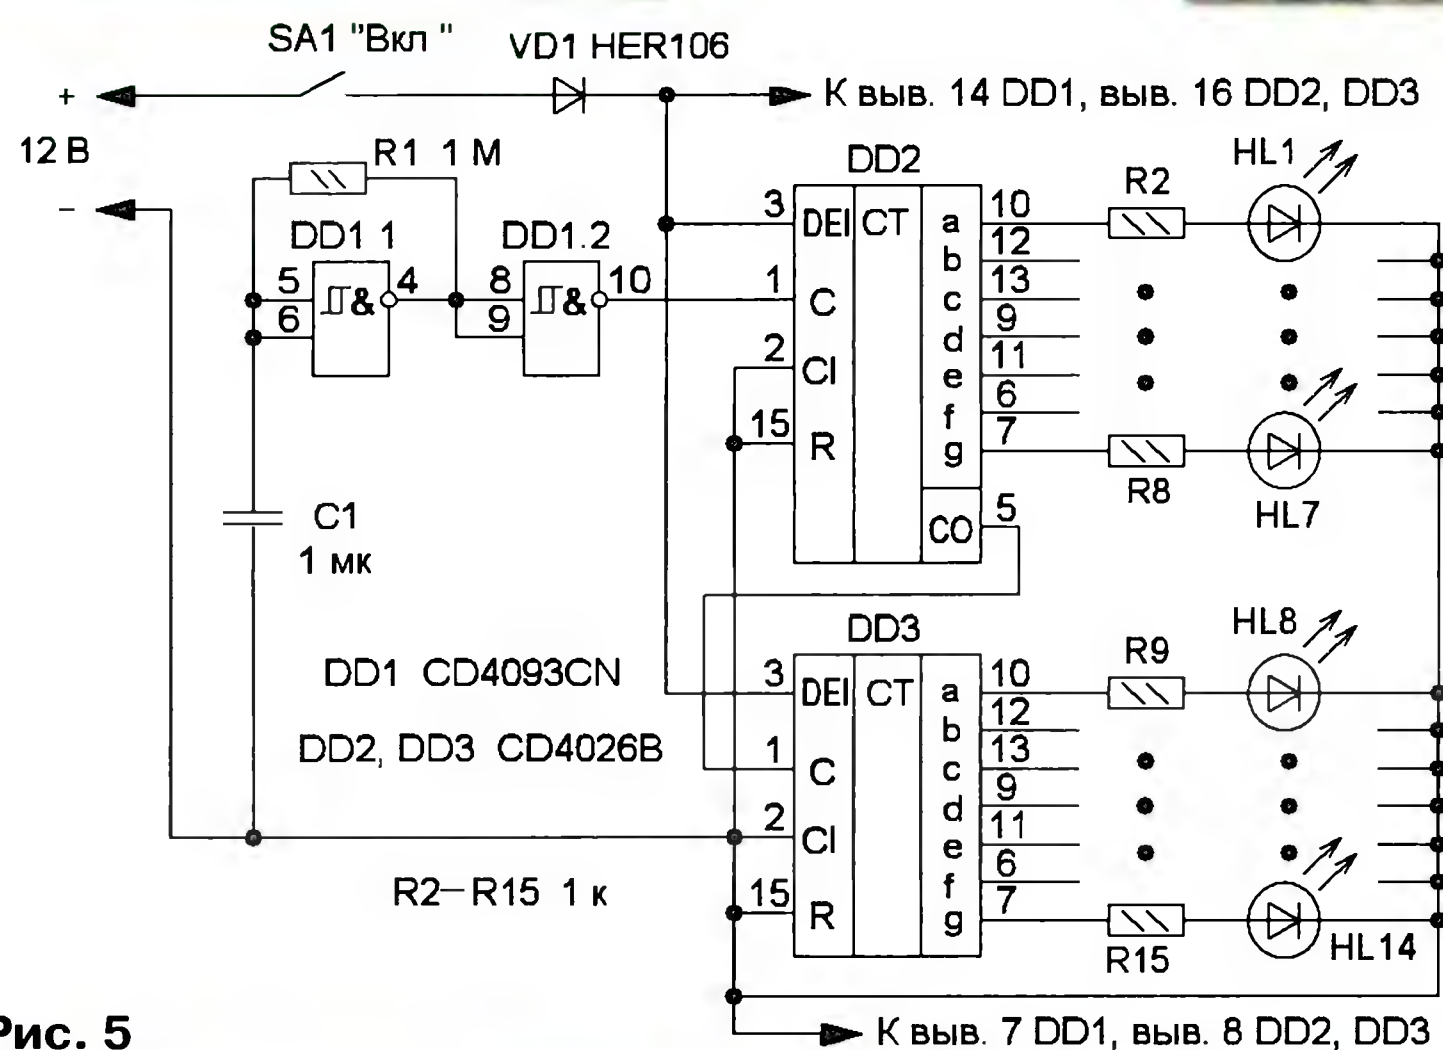 SA1 "Вкл "
VD1 HER106
+
К выв. 14 DD1, выв. 16 DD2, DD3
12 В
−
R1 1 М
DD1 1
DD1.2
5
6
&
4
8
9
&
10
C1
1 мк
DD2
3
1
2
15
DEI
C
CI
R
CT
a
b
c
d
e
f
g
CO
10
12
13
9
11
6
7
5
R2
HL1
R8
HL7
DD3
3
1
2
15
DEI
C
CI
R
CT
a
b
c
d
e
f
g
10
12
13
9
11
6
7
R9
HL8
R15
HL14
DD1 CD4093CN
DD2, DD3 CD4026B
R2−R15 1 к
К выв. 7 DD1, выв. 8 DD2, DD3
Рис. 5